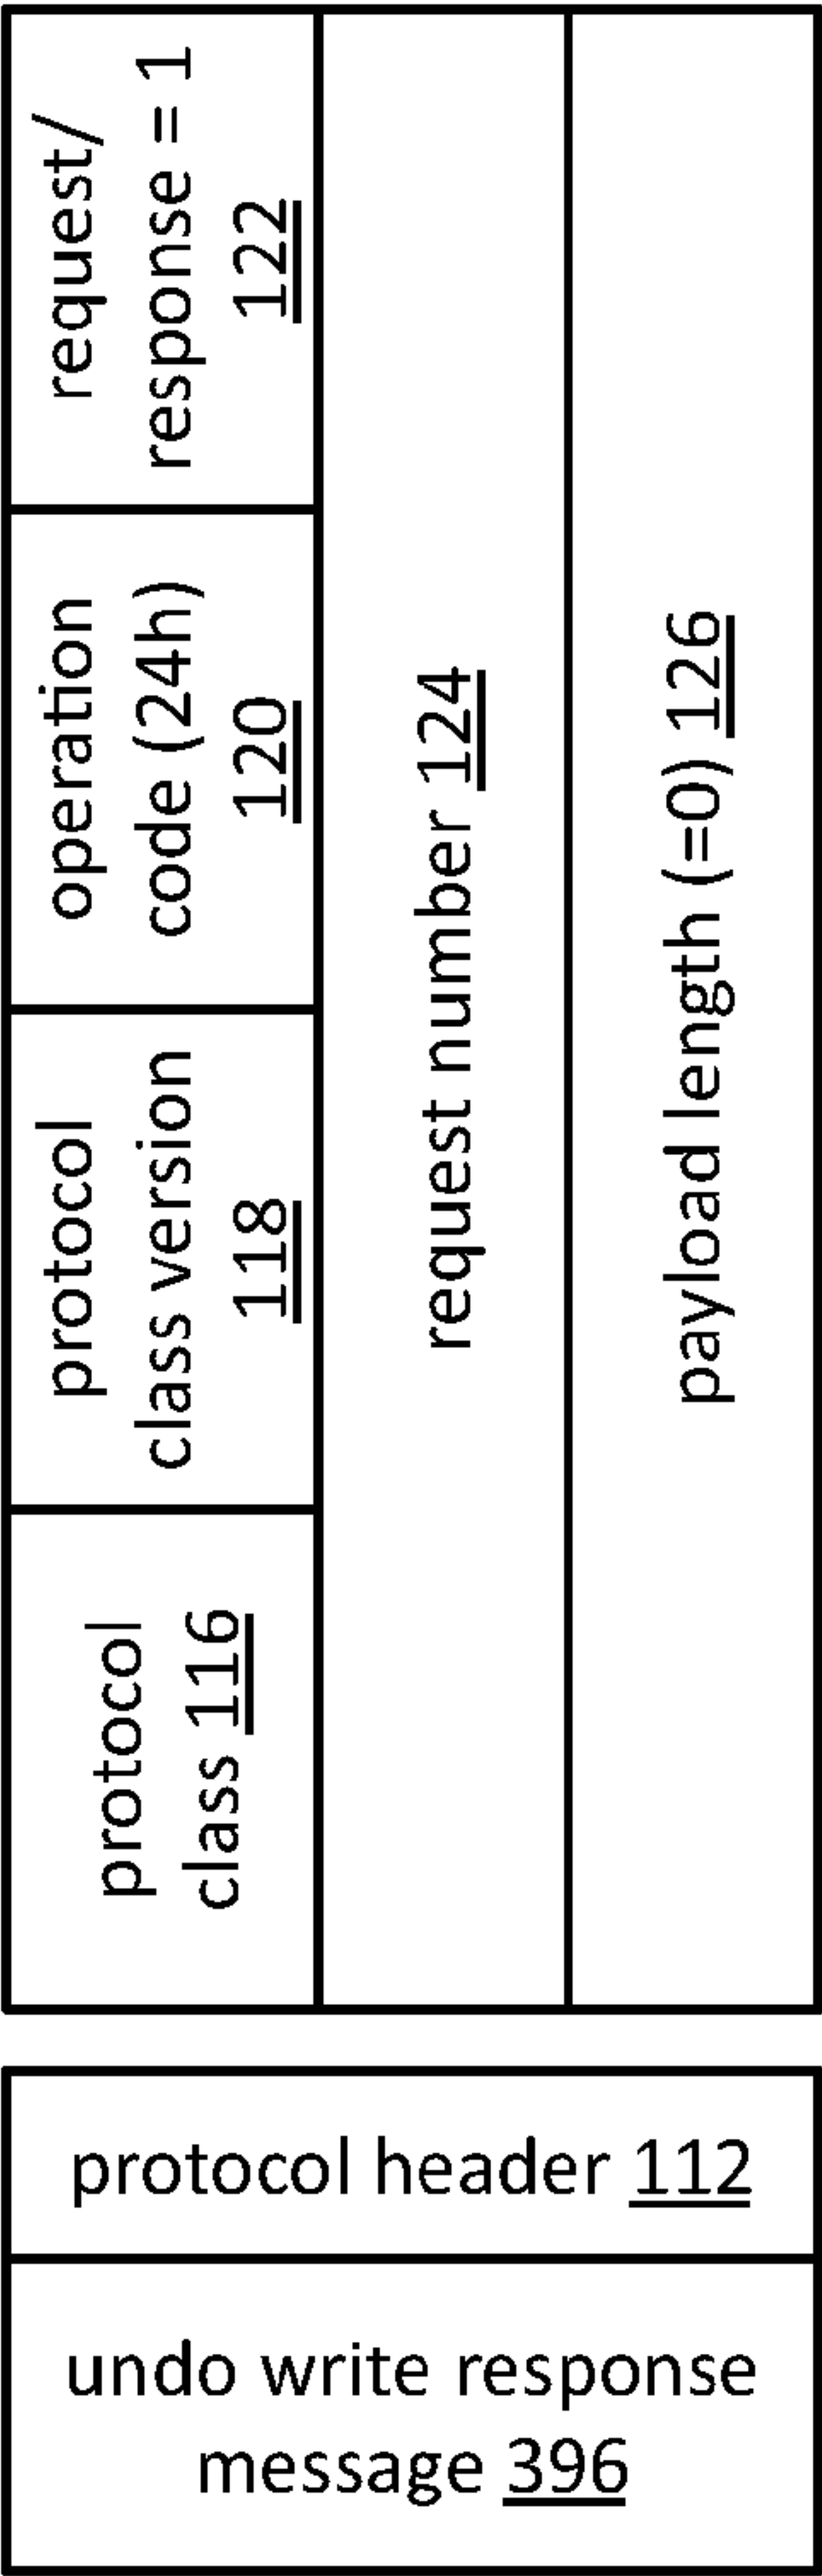 protocol
class 116
protocol
class version
118
operation
code (24h)
120
request/
response = 1
122
request number 124
payload length (=0) 126
protocol header 112
undo write response
message 396